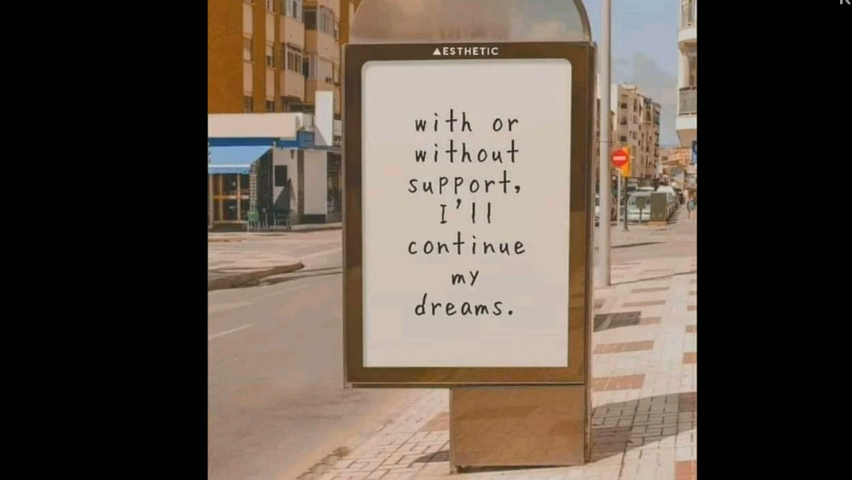 AESTHETIC
with or
without
support,
I'll
continue
my
dreams.